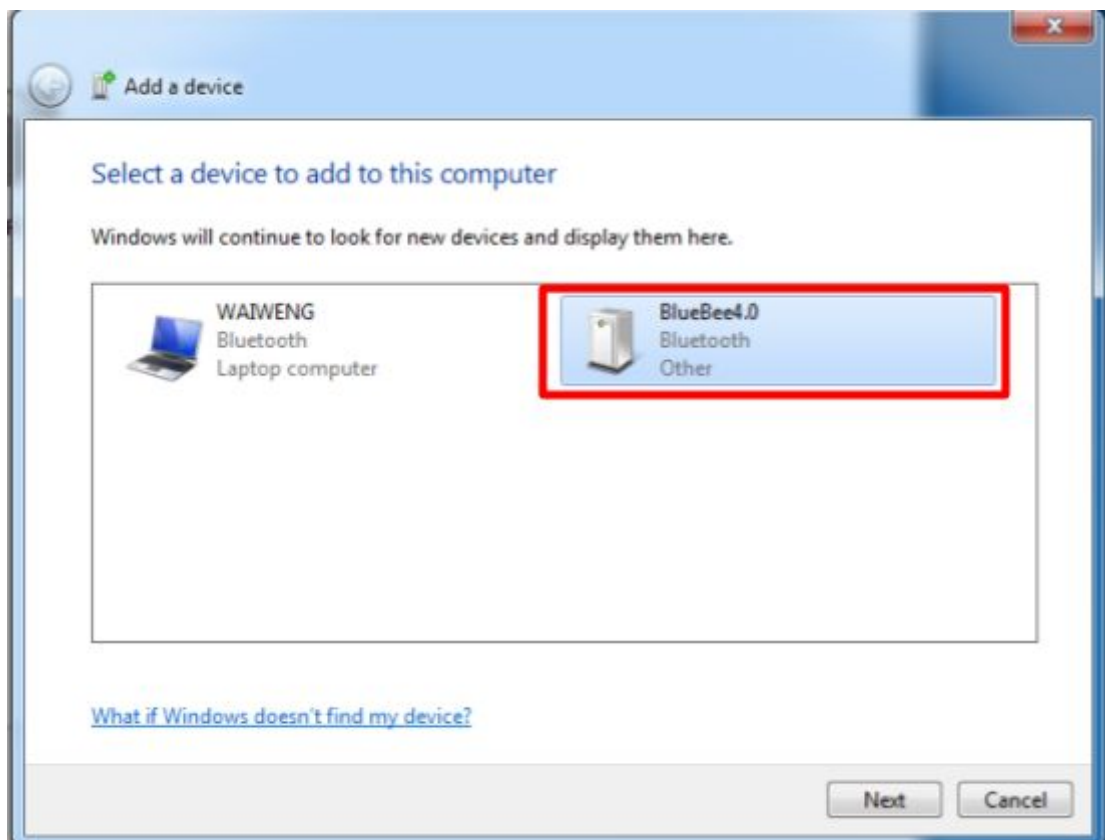 Add a device
Select a device to add to this computer
Windows will continue to look for new devices and display them here.
WAIWENG
Bluetooth
Laptop computer
BlueBee4.0
Bluetooth
Other
What if Windows doesn't find my device?
Next
Cancel